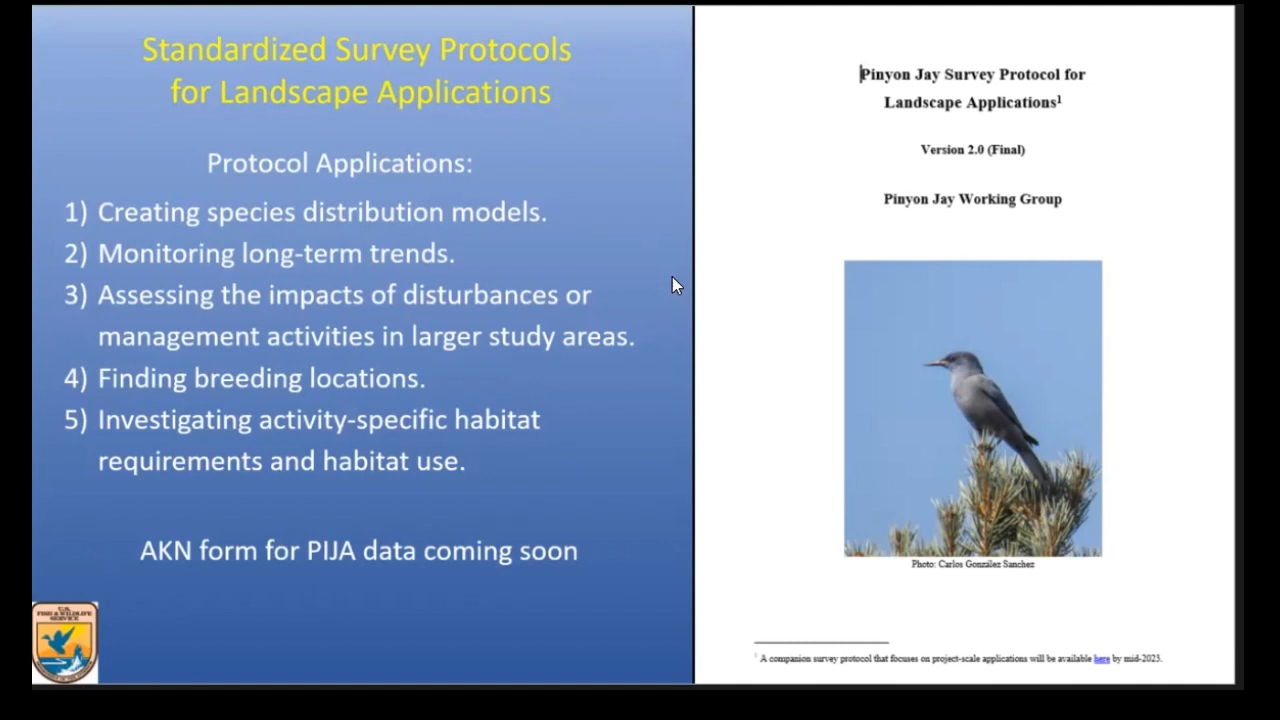 Standardized Survey Protocols
for Landscape Applications
Protocol Applications:
1) Creating species distribution models.
2) Monitoring long-term trends.
3) Assessing the impacts of disturbances or
management activities in larger study areas.
4) Finding breeding locations.
5) Investigating activity-specific habitat
requirements and habitat use.
AKN form for PIJA data coming soon
U.S.
FISH & WILDLIFE
SERVICE
Pinyon Jay Survey Protocol for
Landscape Applications¹
Version 2.0 (Final)
Pinyon Jay Working Group
Photo: Carlos González Sanchez
¹ A companion survey protocol that focuses on project-scale applications will be available here by mid-2023.